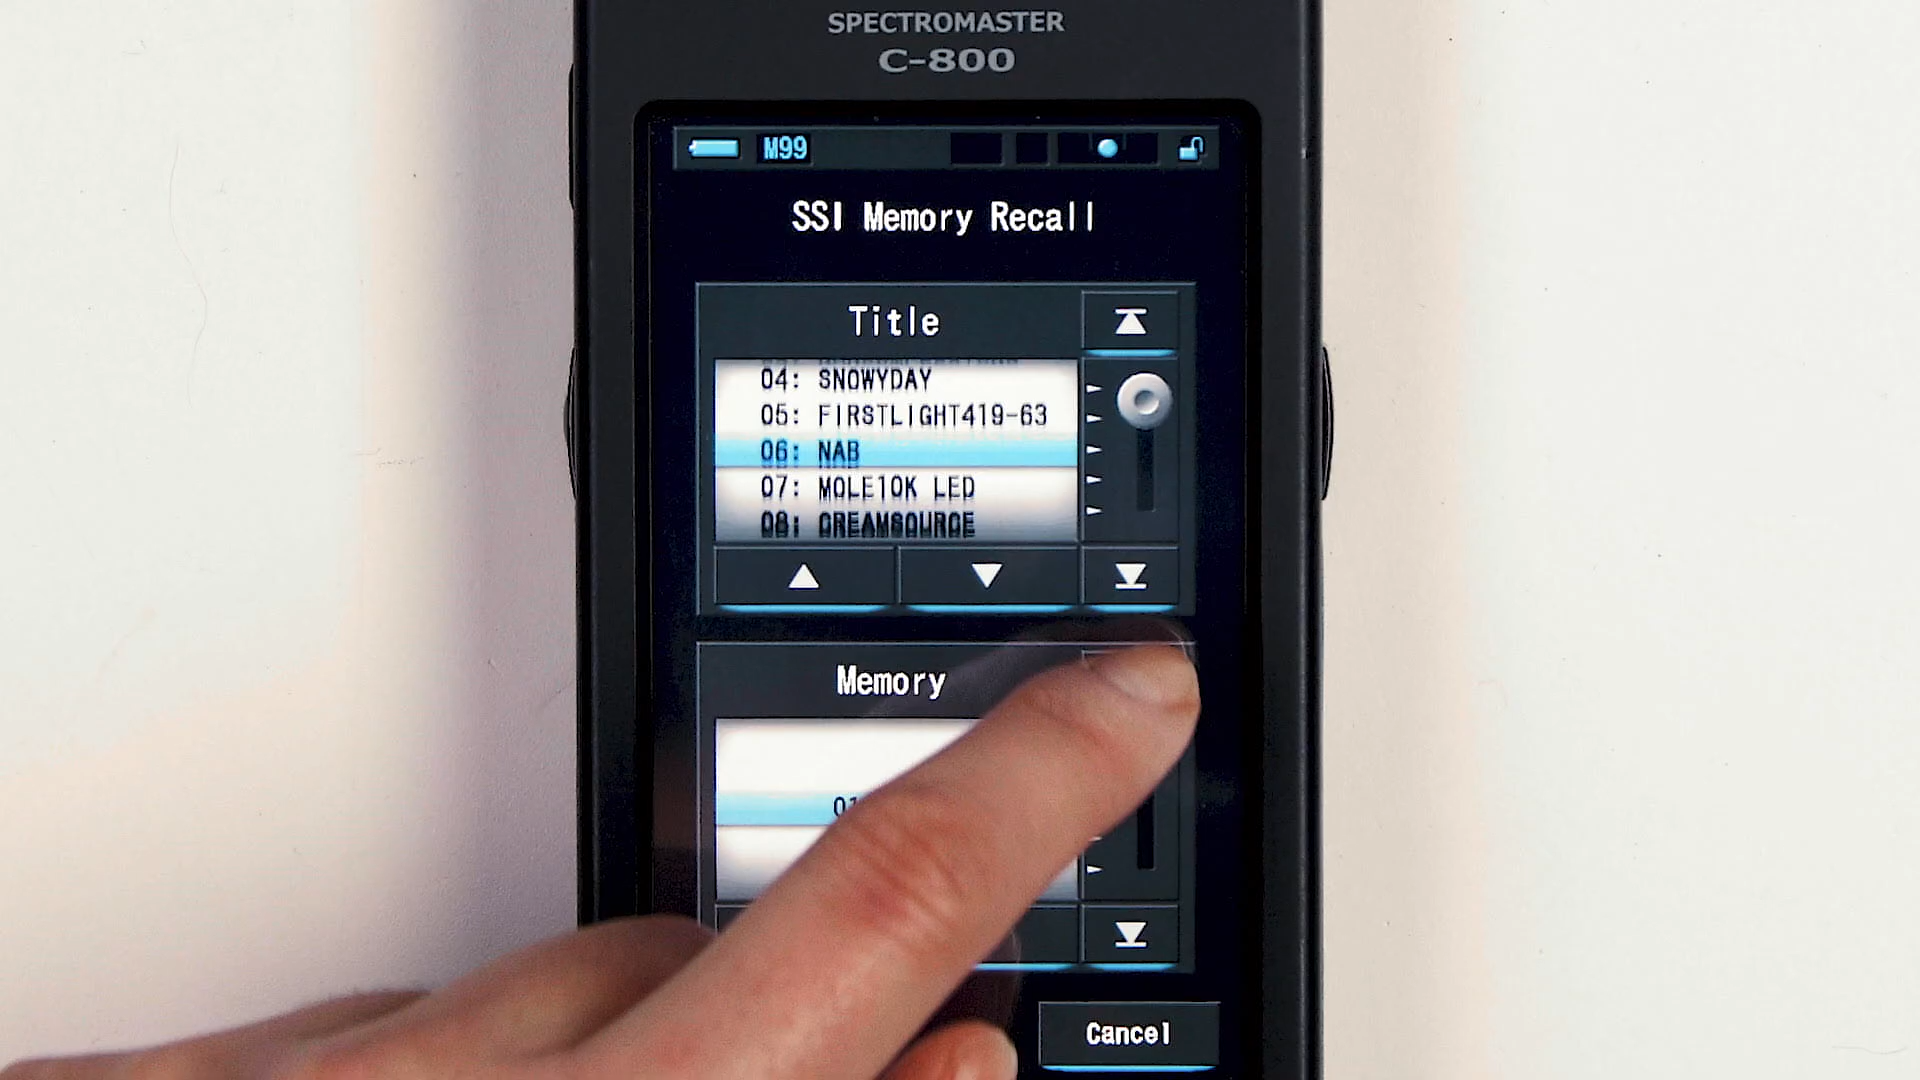 SPECTROMASTER
C-800
M99
SSI Memory Recall
Title
04: SNOWYDAY
05: FIRSTLIGHT419-63
06: NAB
07: MOLE10K LED
08: CREAMSOURCE
Memory
01
Cancel